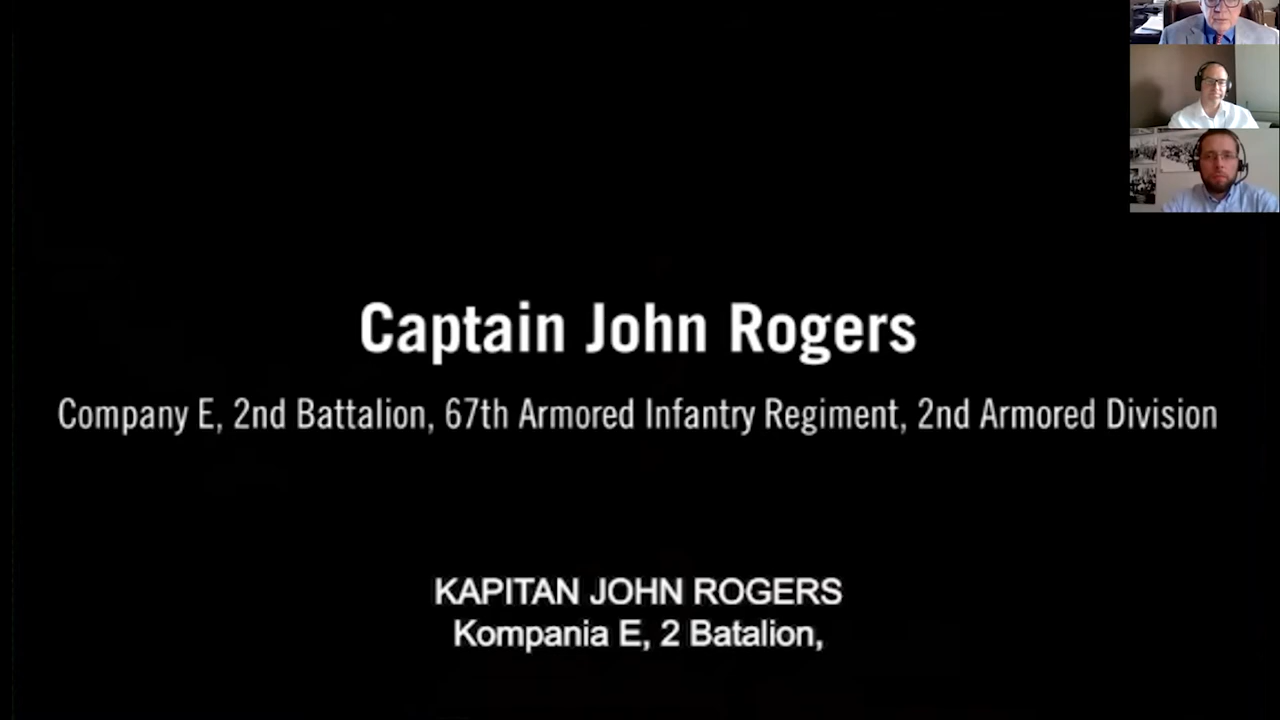 Captain John Rogers
Company E, 2nd Battalion, 67th Armored Infantry Regiment, 2nd Armored Division
KAPITAN JOHN ROGERS
Kompania E, 2 Batalion,